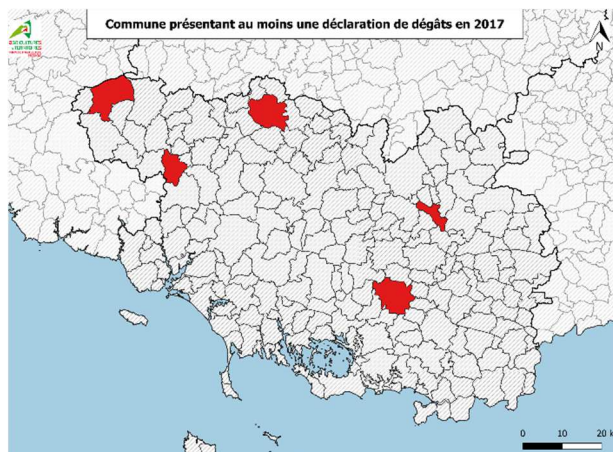 Commune présentant au moins une déclaration de dégâts en 2017
N
0 10 20 k